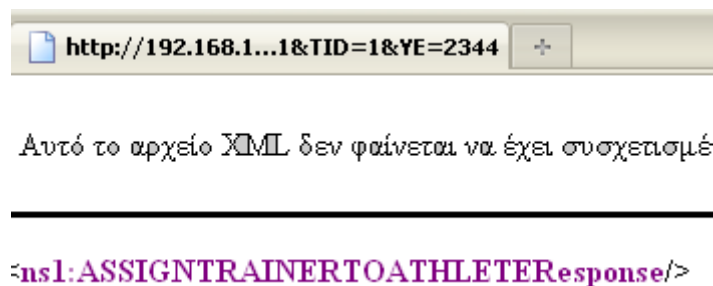 http://192.168.1...1&TID=1&YE=2344
Αυτό το αρχείο XML δεν φαίνεται να έχει συσχετισμέ
<ns1:ASSIGNTRAINERTOATHLETEResponse/>